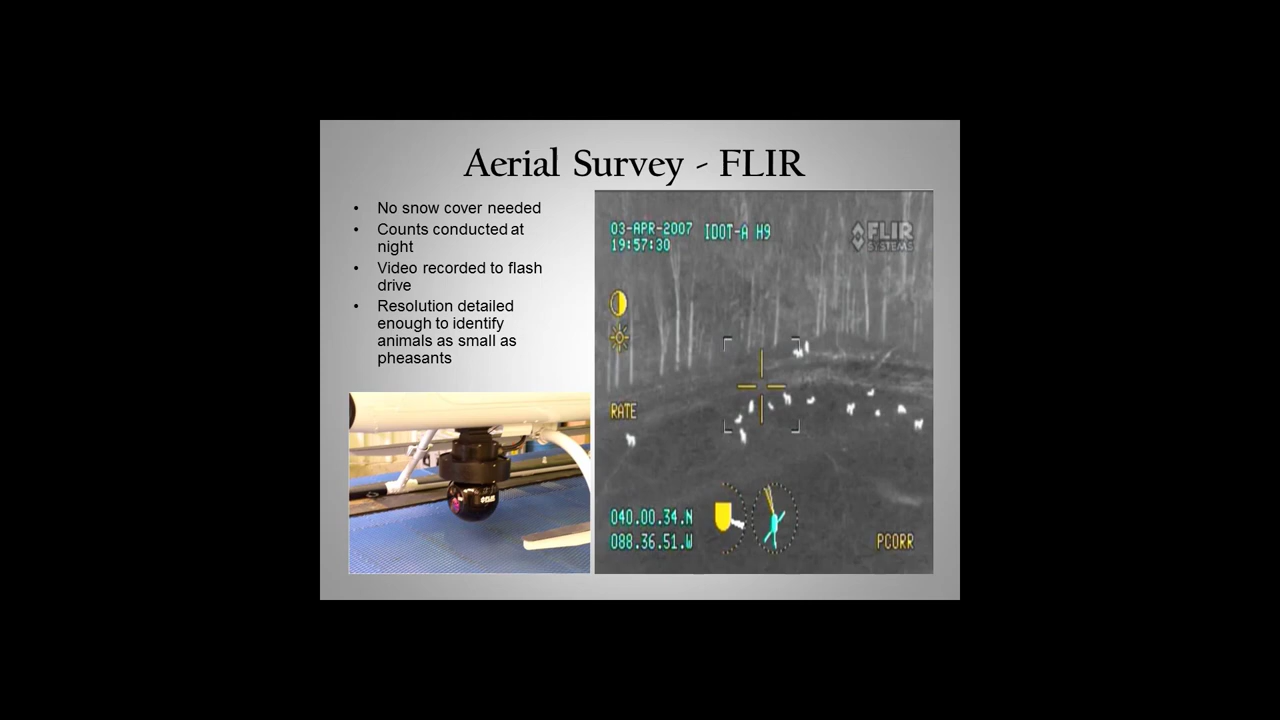 Aerial Survey - FLIR
• No snow cover needed
• Counts conducted at
night
• Video recorded to flash
drive
• Resolution detailed
enough to identify
animals as small as
pheasants
03-APR-2007 IDOT-A H9
19:57:30
FLIR
SYSTEMS
RATE
040.00.34.N
088.36.51.W
PCORR